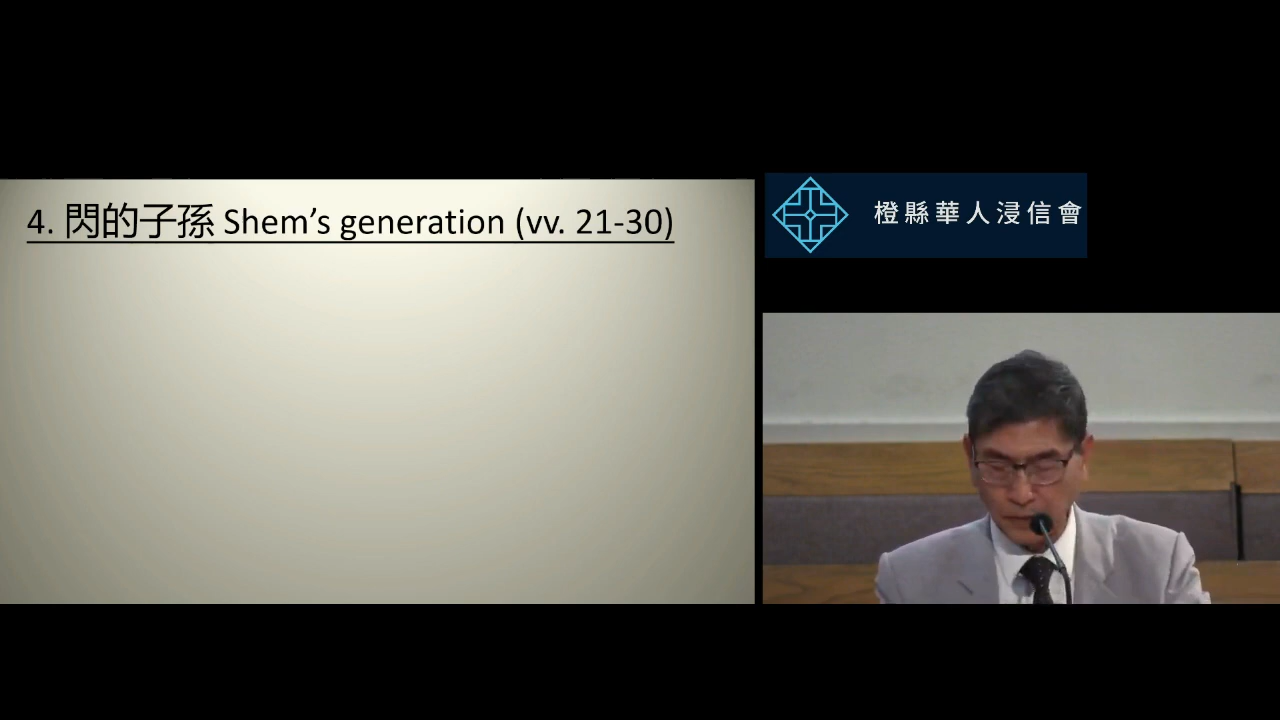 4. 閃的子孫 Shem’s generation (vv. 21-30)
橙縣華人浸信會